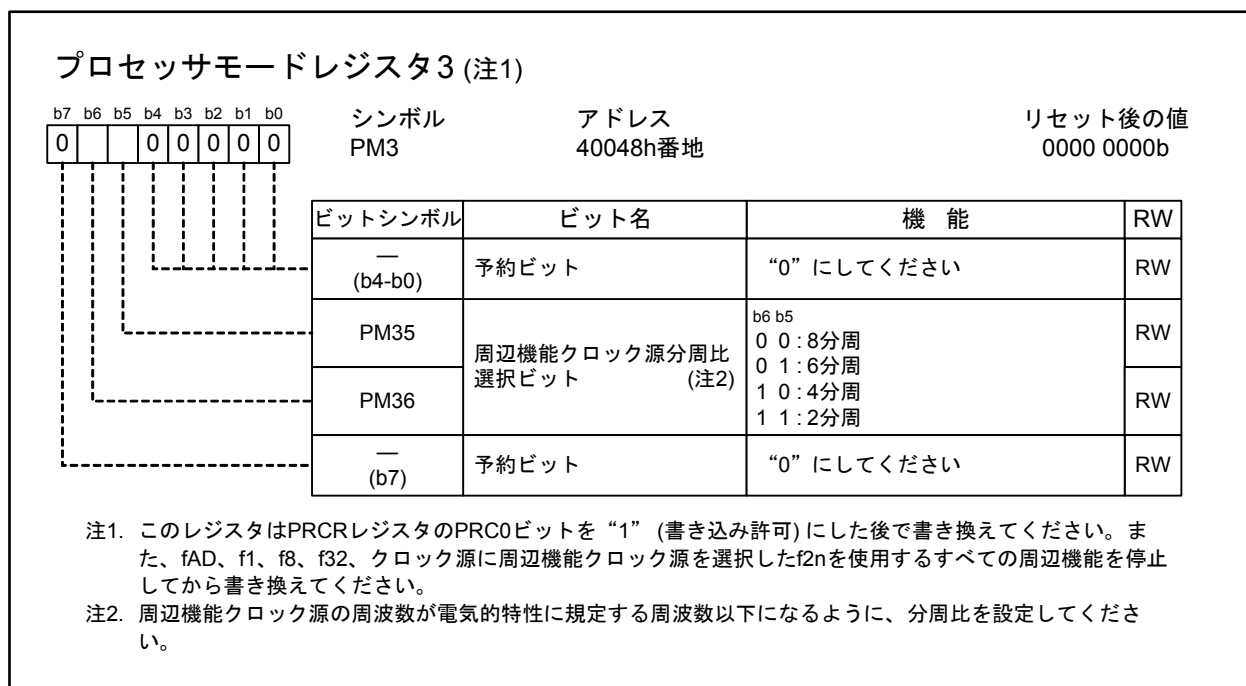 プロセッサモードレジスタ3 (注1)
b7 b6 b5 b4 b3 b2 b1 b0
0 0 0 0 0 0
シンボル アドレス リセット後の値
PM3 40048h番地 0000 0000b
ビットシンボル ビット名 機 能 RW
—
(b4-b0)
予約ビット
“0”にしてください
RW
PM35
PM36
周辺機能クロック源分周比
選択ビット (注2)
b6 b5
0 0 : 8分周
0 1 : 6分周
1 0 : 4分周
1 1 : 2分周
RW
RW
—
(b7)
予約ビット
“0”にしてください
RW
注1. このレジスタはPRCRレジスタのPRC0ビットを“1” (書き込み許可) にした後で書き換えてください。ま
た、fAD、f1、f8、f32、クロック源に周辺機能クロック源を選択したf2nを使用するすべての周辺機能を停止
してから書き換えてください。
注2. 周辺機能クロック源の周波数が電気的特性に規定する周波数以下になるように、分周比を設定してくださ
い。